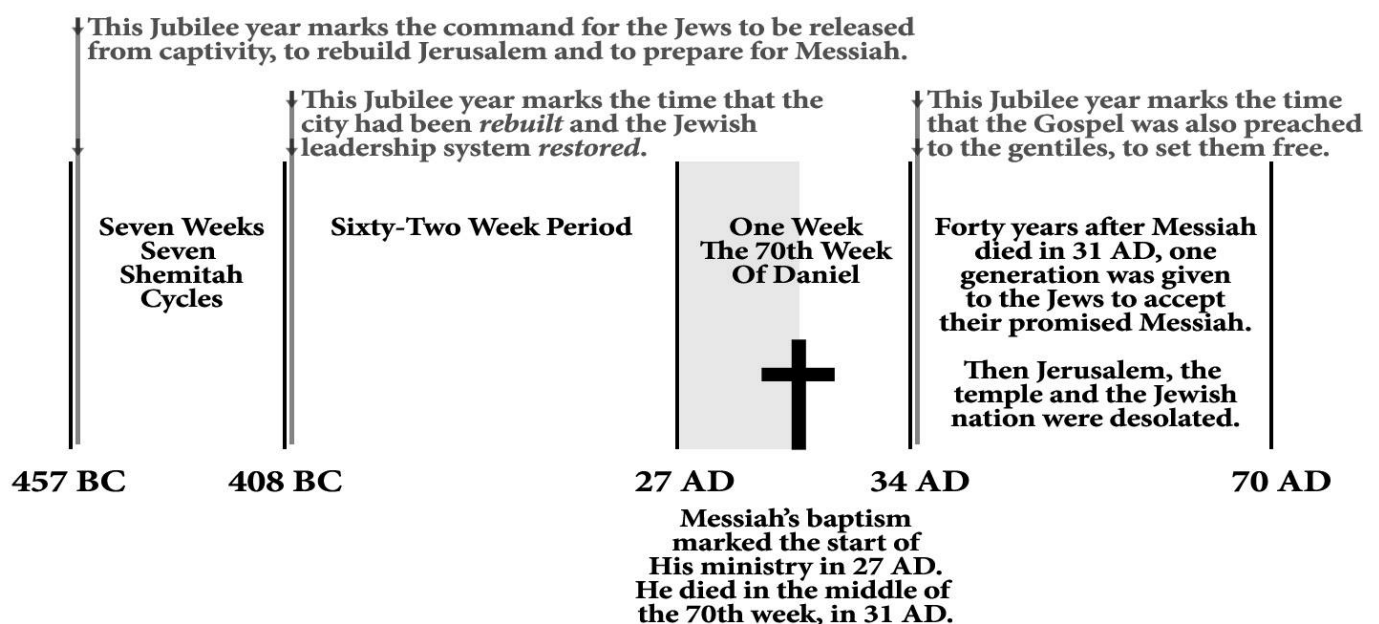 This Jubilee year marks the command for the Jews to be released
from captivity, to rebuild Jerusalem and to prepare for Messiah.
This Jubilee year marks the time that the
city had been rebuilt and the Jewish
leadership system restored.
This Jubilee year marks the time
that the Gospel was also preached
to the gentiles, to set them free.
Seven Weeks
Seven
Shemitah
Cycles
Sixty-Two Week Period
One Week
The 70th Week
Of Daniel
Forty years after Messiah
died in 31 AD, one
generation was given
to the Jews to accept
their promised Messiah.
Then Jerusalem, the
temple and the Jewish
nation were desolated.
457 BC
408 BC
27 AD
34 AD
70 AD
Messiah's baptism
marked the start of
His ministry in 27 AD.
He died in the middle of
the 70th week, in 31 AD.